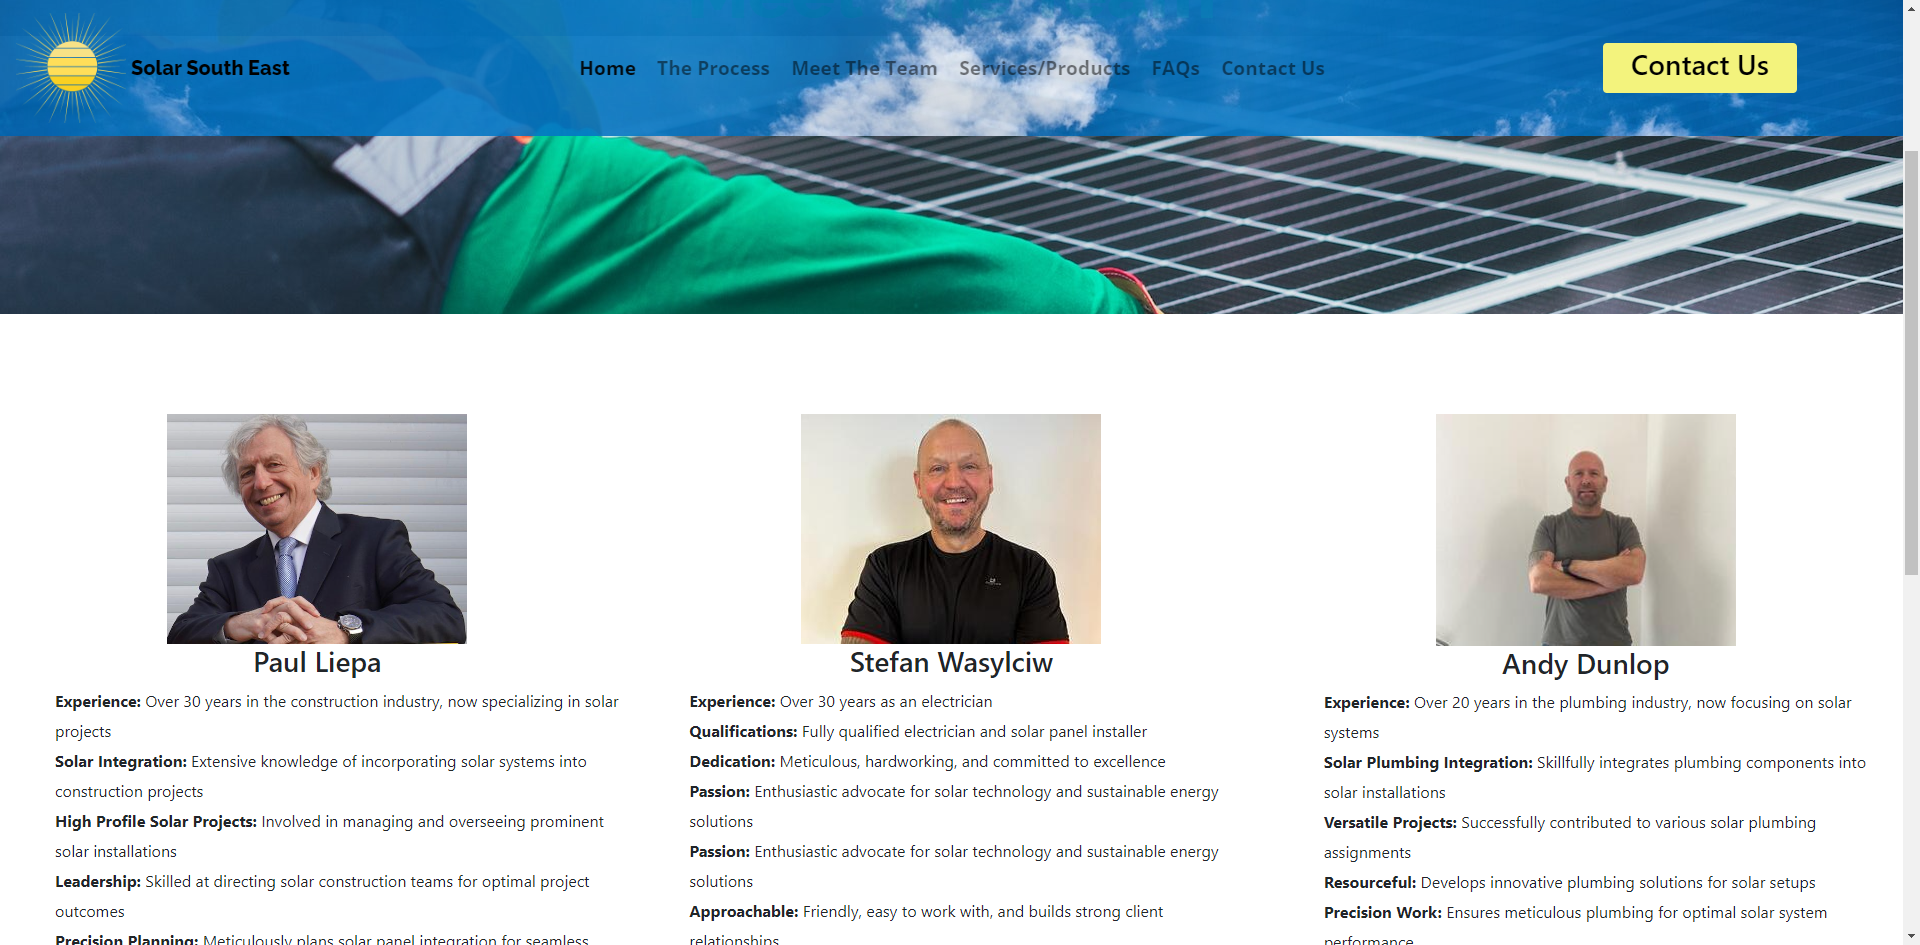 Solar South East
Home The Process Meet The Team Services/Products FAQs Contact Us
Contact Us
Paul Liepa
Experience: Over 30 years in the construction industry, now specializing in solar
projects
Solar Integration: Extensive knowledge of incorporating solar systems into
construction projects
High Profile Solar Projects: Involved in managing and overseeing prominent
solar installations
Leadership: Skilled at directing solar construction teams for optimal project
outcomes
Precision Planning: Meticulously plans solar panel integration for seamless
Stefan Wasylciw
Experience: Over 30 years as an electrician
Qualifications: Fully qualified electrician and solar panel installer
Dedication: Meticulous, hardworking, and committed to excellence
Passion: Enthusiastic advocate for solar technology and sustainable energy
solutions
Passion: Enthusiastic advocate for solar technology and sustainable energy
solutions
Approachable: Friendly, easy to work with, and builds strong client
relationships
Andy Dunlop
Experience: Over 20 years in the plumbing industry, now focusing on solar
systems
Solar Plumbing Integration: Skillfully integrates plumbing components into
solar installations
Versatile Projects: Successfully contributed to various solar plumbing
assignments
Resourceful: Develops innovative plumbing solutions for solar setups
Precision Work: Ensures meticulous plumbing for optimal solar system
performance